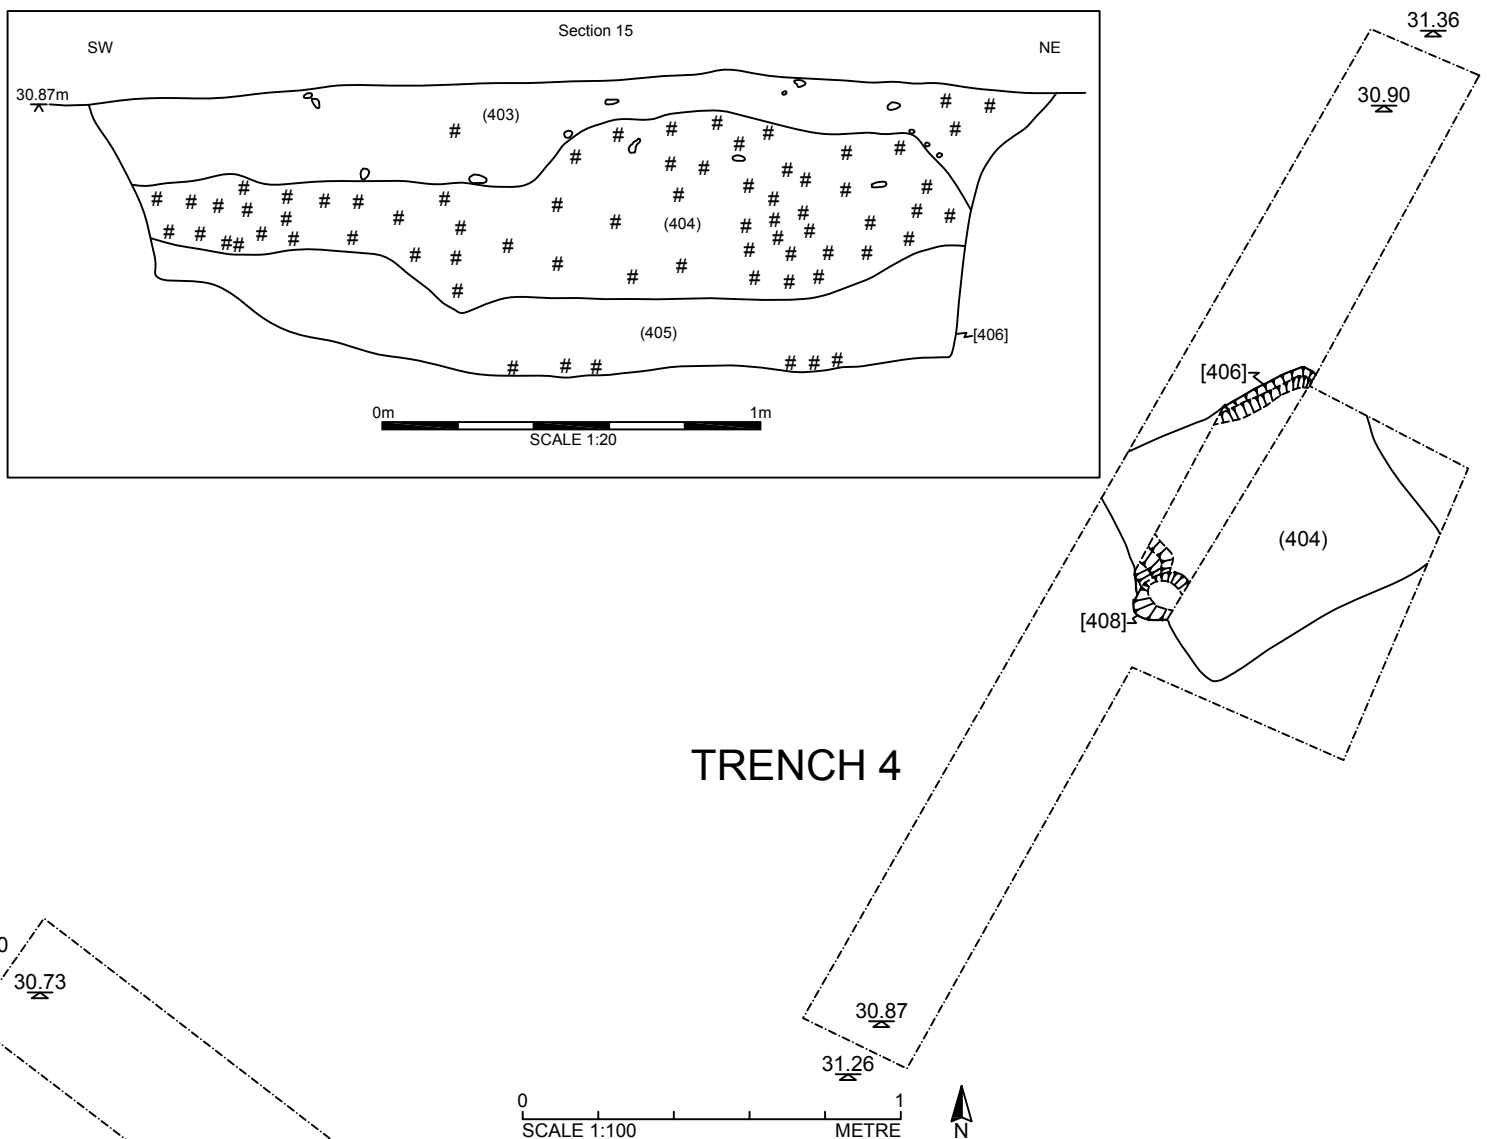 Section 15
SW
NE
30.87m
(403)
(404)
(405)
[406]
0m 1m
SCALE 1:20
31.36
30.90
[406]
(404)
[408]
TRENCH 4
0
30.73
30.87
31.26
0 1
SCALE 1:100 METRE
N